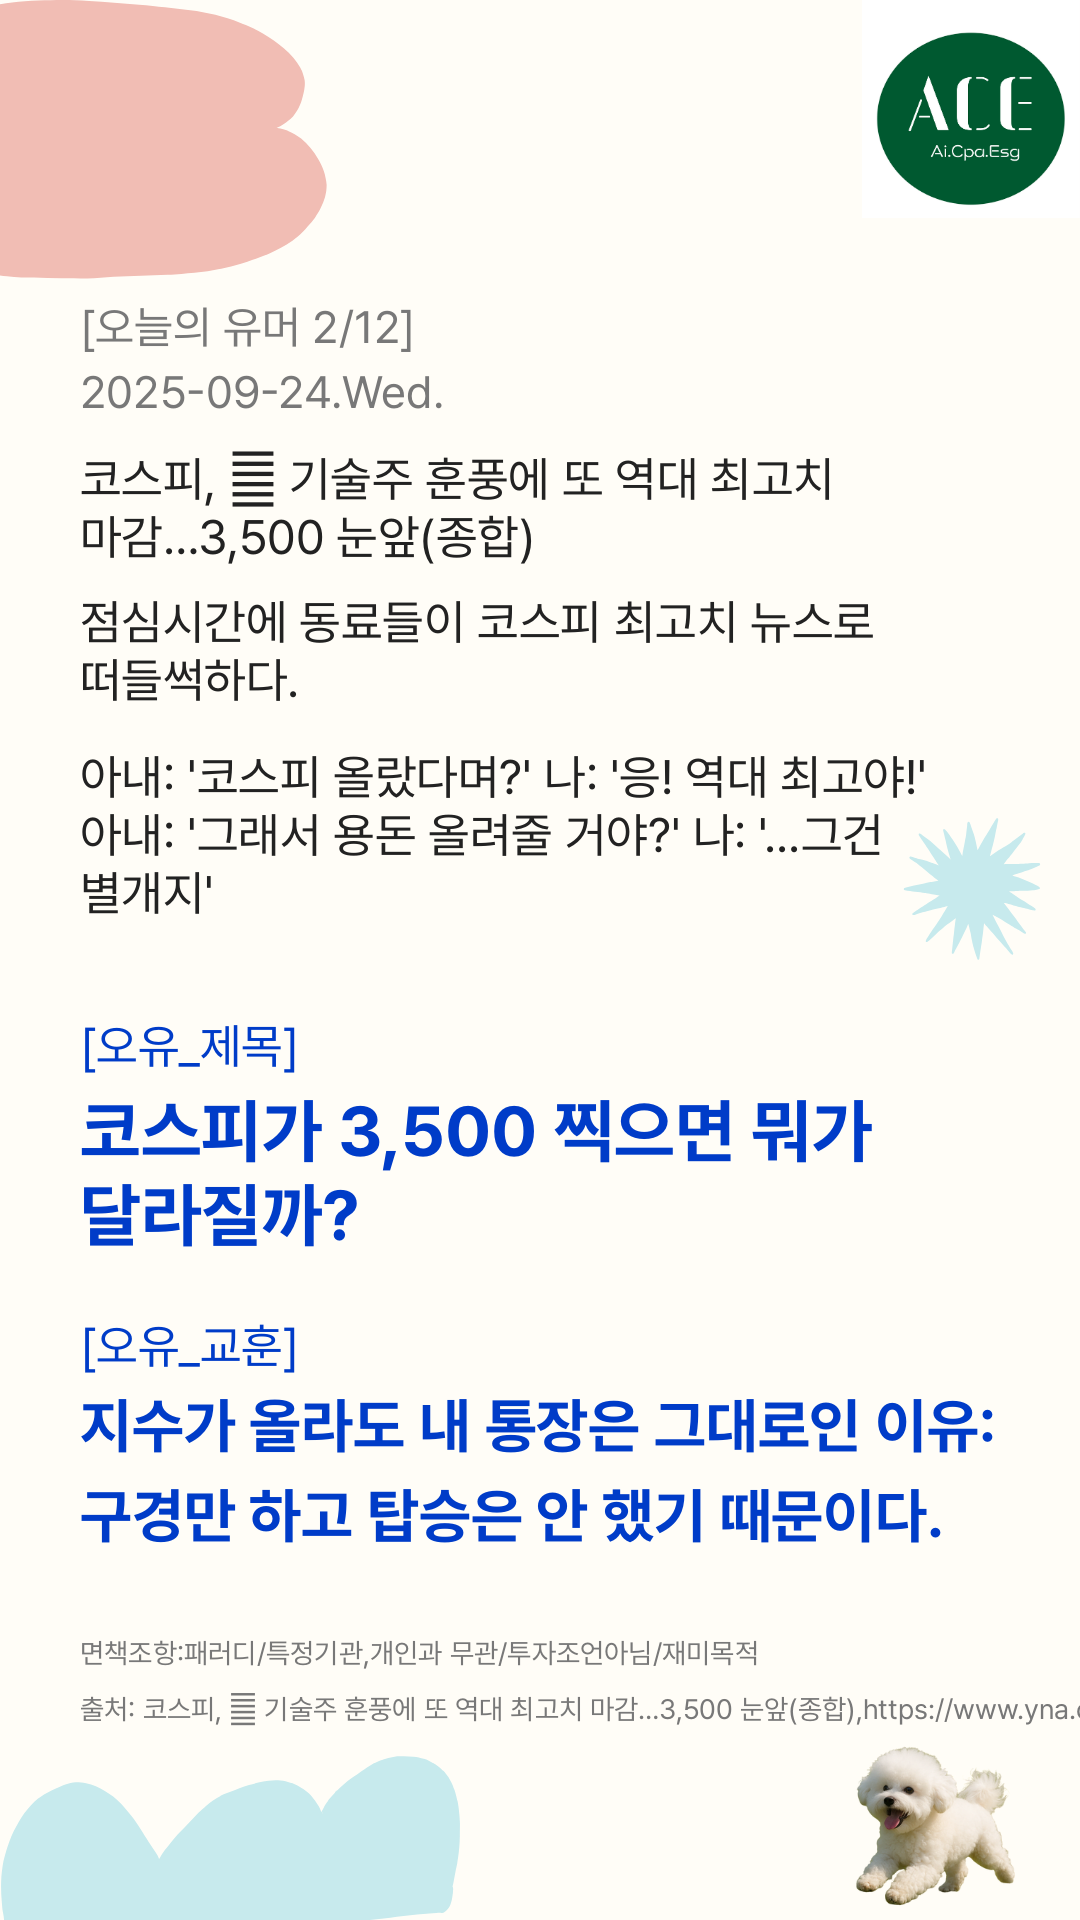 ACE
Ai.Cpa.Esg
[오늘의 유머 2/12]
2025-09-24.Wed.
코스피, 기술주 훈풍에 또 역대 최고치
마감…3,500 눈앞(종합)
점심시간에 동료들이 코스피 최고치 뉴스로
떠들썩하다.
아내: '코스피 올랐다며?' 나: '응! 역대 최고야!'
아내: '그래서 용돈 올려줄 거야?' 나: '…그건
별개지'
[오유_제목]
코스피가 3,500 찍으면 뭐가
달라질까?
[오유_교훈]
지수가 올라도 내 통장은 그대로인 이유:
구경만 하고 탑승은 안 했기 때문이다.
면책조항:패러디/특정기관,개인과 무관/투자조언아님/재미목적
출처: 코스피, 기술주 훈풍에 또 역대 최고치 마감…3,500 눈앞(종합),https://www.yna.